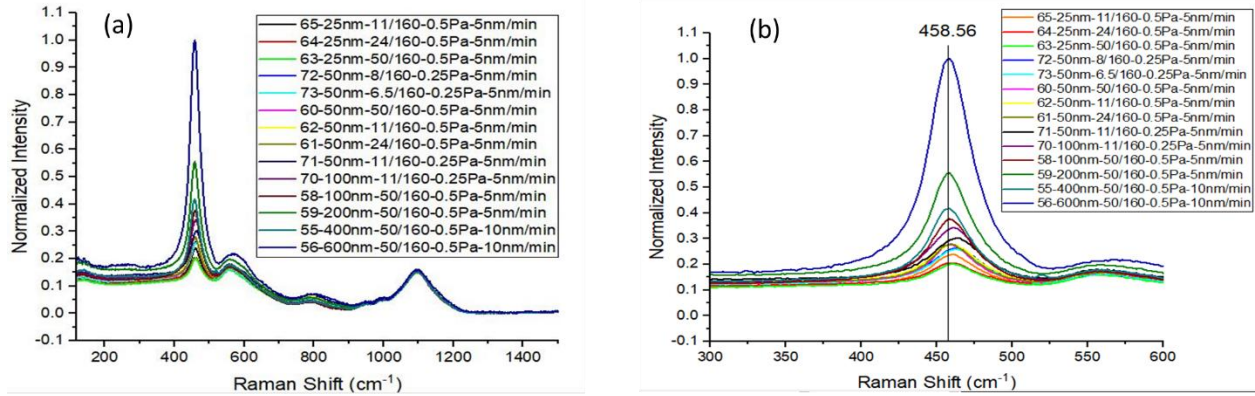 (a)
65-25nm-11/160-0.5Pa-5nm/min
64-25nm-24/160-0.5Pa-5nm/min
63-25nm-50/160-0.5Pa-5nm/min
72-50nm-8/160-0.25Pa-5nm/min
73-50nm-6.5/160-0.25Pa-5nm/min
60-50nm-50/160-0.5Pa-5nm/min
62-50nm-11/160-0.5Pa-5nm/min
61-50nm-24/160-0.5Pa-5nm/min
71-50nm-11/160-0.25Pa-5nm/min
70-100nm-11/160-0.25Pa-5nm/min
58-100nm-50/160-0.5Pa-5nm/min
59-200nm-50/160-0.5Pa-5nm/min
55-400nm-50/160-0.5Pa-10nm/min
56-600nm-50/160-0.5Pa-10nm/min
Normalized Intensity
1.1
1.0
0.9
0.8
0.7
0.6
0.5
0.4
0.3
0.2
0.1
0.0
-0.1
200 400 600 800 1000 1200 1400
Raman Shift (cm⁻¹)
(b)
458.56
65-25nm-11/160-0.5Pa-5nm/min
64-25nm-24/160-0.5Pa-5nm/min
63-25nm-50/160-0.5Pa-5nm/min
72-50nm-8/160-0.25Pa-5nm/min
73-50nm-6.5/160-0.25Pa-5nm/min
60-50nm-50/160-0.5Pa-5nm/min
62-50nm-11/160-0.5Pa-5nm/min
61-50nm-24/160-0.5Pa-5nm/min
71-50nm-11/160-0.25Pa-5nm/min
70-100nm-11/160-0.25Pa-5nm/min
58-100nm-50/160-0.5Pa-5nm/min
59-200nm-50/160-0.5Pa-5nm/min
55-400nm-50/160-0.5Pa-10nm/min
56-600nm-50/160-0.5Pa-10nm/min
Normalized Intensity
1.1
1.0
0.9
0.8
0.7
0.6
0.5
0.4
0.3
0.2
0.1
0.0
-0.1
300 350 400 450 500 550 600
Raman Shift (cm⁻¹)